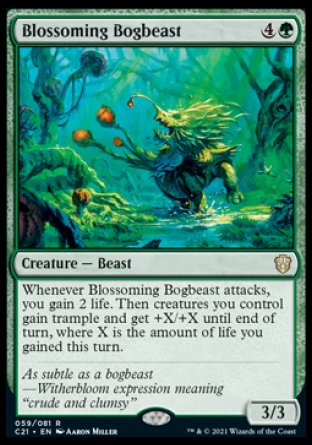 Blossoming Bogbeast 4
Creature — Beast
Whenever Blossoming Bogbeast attacks,
you gain 2 life. Then creatures you control
gain trample and get +X/+X until end of
turn, where X is the amount of life you
gained this turn.
As subtle as a bogbeast
—Witherbloom expression meaning
“crude and clumsy”
3/3
059/081 R
C21 • EN Aaron Miller
™ & © 2021 Wizards of the Coast